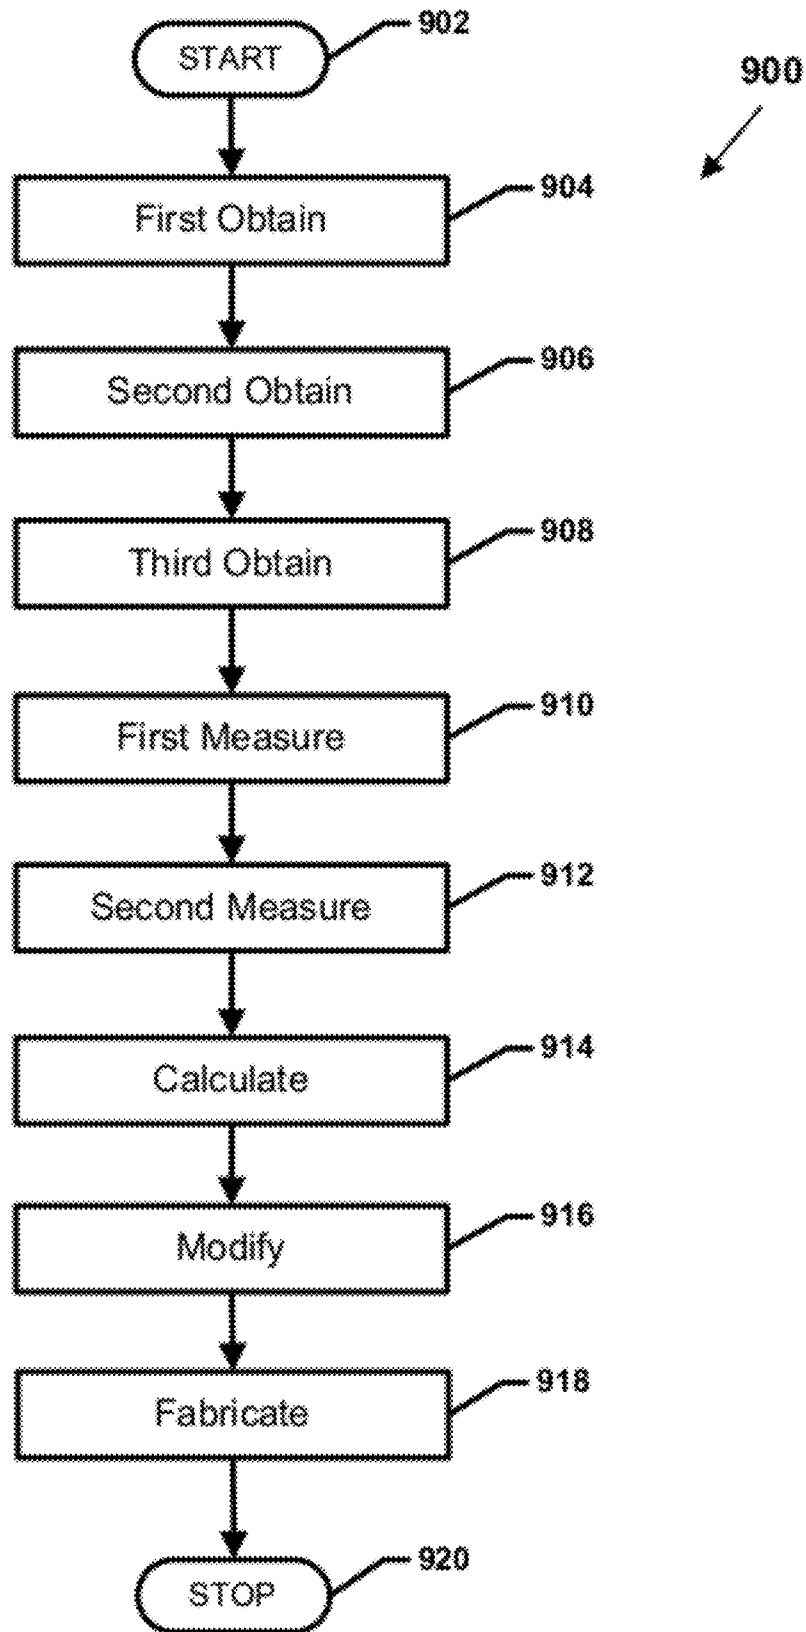 START
902
900
First Obtain
904
Second Obtain
906
Third Obtain
908
First Measure
910
Second Measure
912
Calculate
914
Modify
916
Fabricate
918
STOP
920